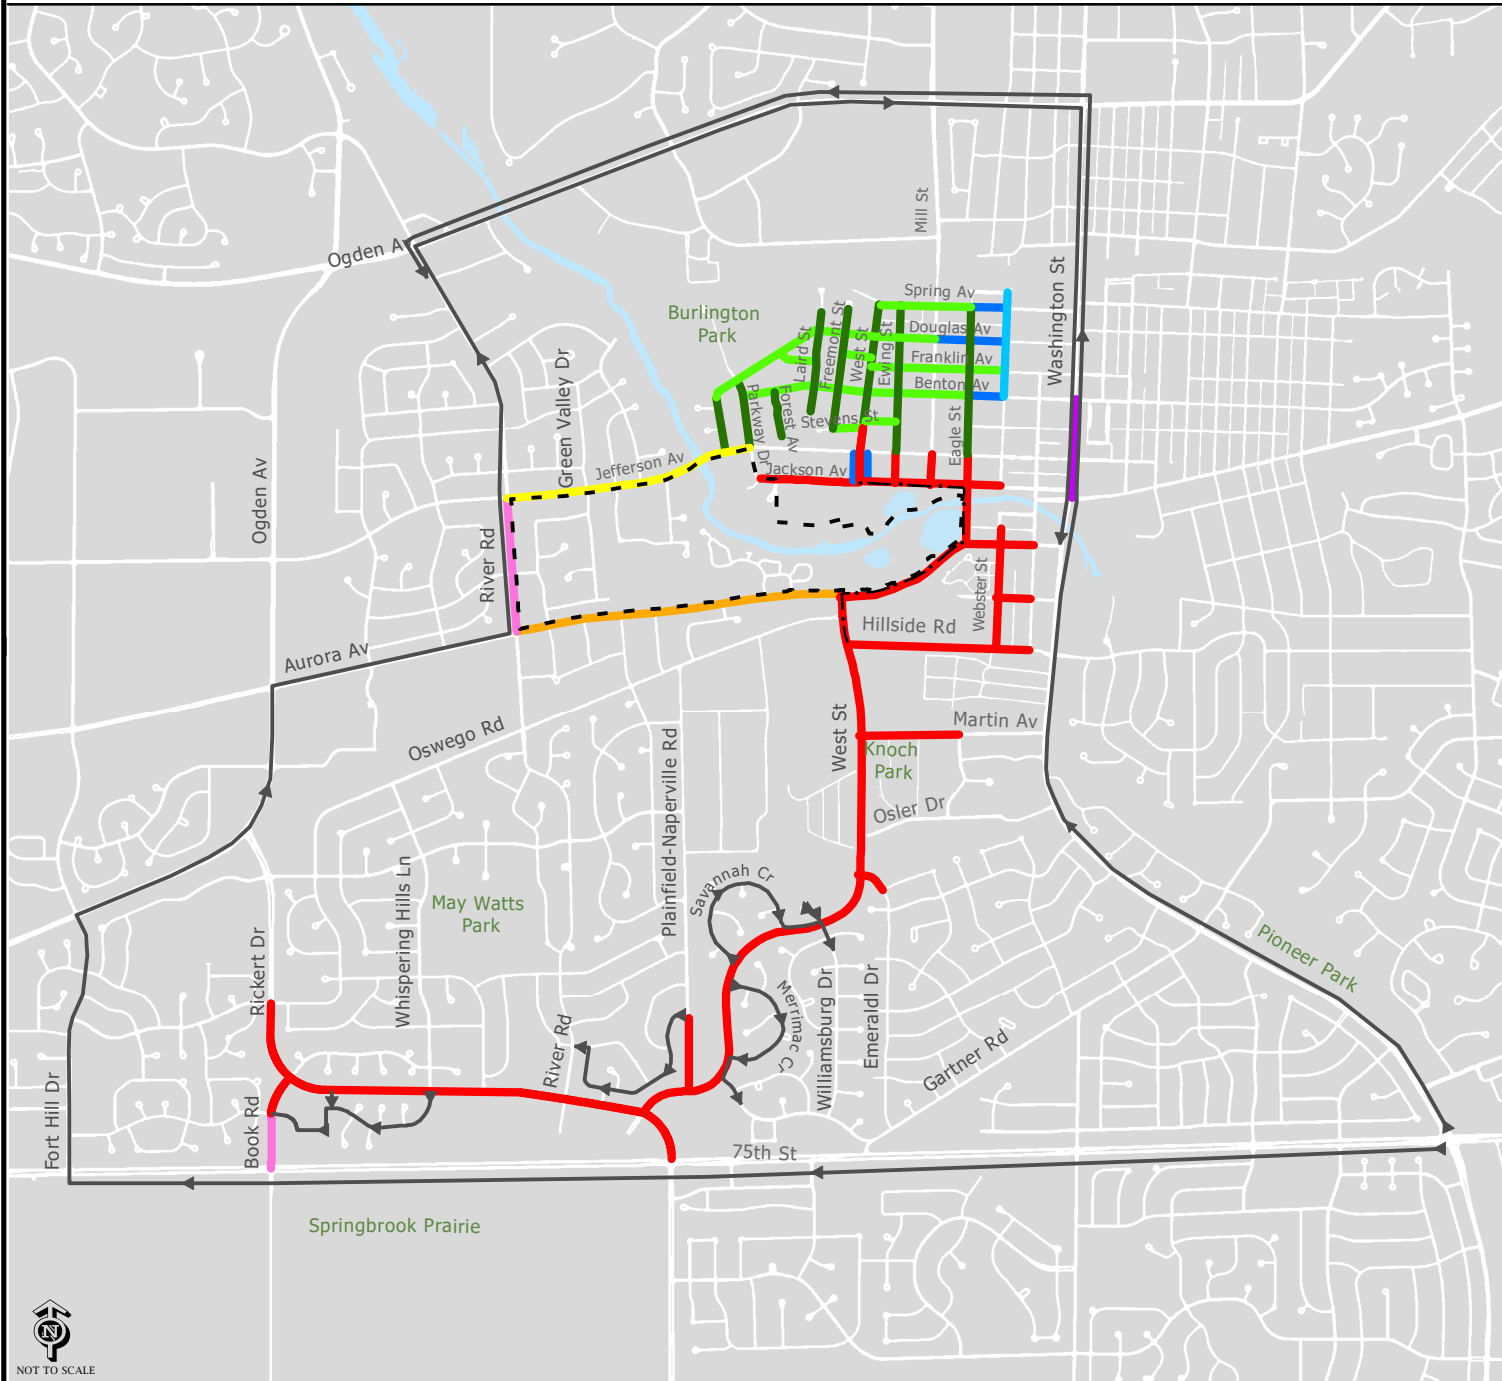 Mill St
Ogden Av
Washington St
Spring Av
Burlington
Park
Douglas Av
Laird St
Freemont St
West St
Ewing St
Franklin Av
Benton Av
Green Valley Dr
Parkway Dr
Forest Av
Stevens St
Eagle St
Jefferson Av
Jackson Av
Ogden Av
River Rd
Webster St
Hillside Rd
Aurora Av
Oswego Rd
West St
Martin Av
Knoch
Park
Plainfield-Naperville Rd
Osler Dr
Whispering Hills Ln
Savannah Cr
May Watts
Park
Rickert Dr
Pioneer Park
Merrimac Cr
Williamsburg Dr
Emeraldl Dr
River Rd
Gartner Rd
Fort Hill Dr
Book Rd
75th St
Springbrook Prairie
N
NOT TO SCALE